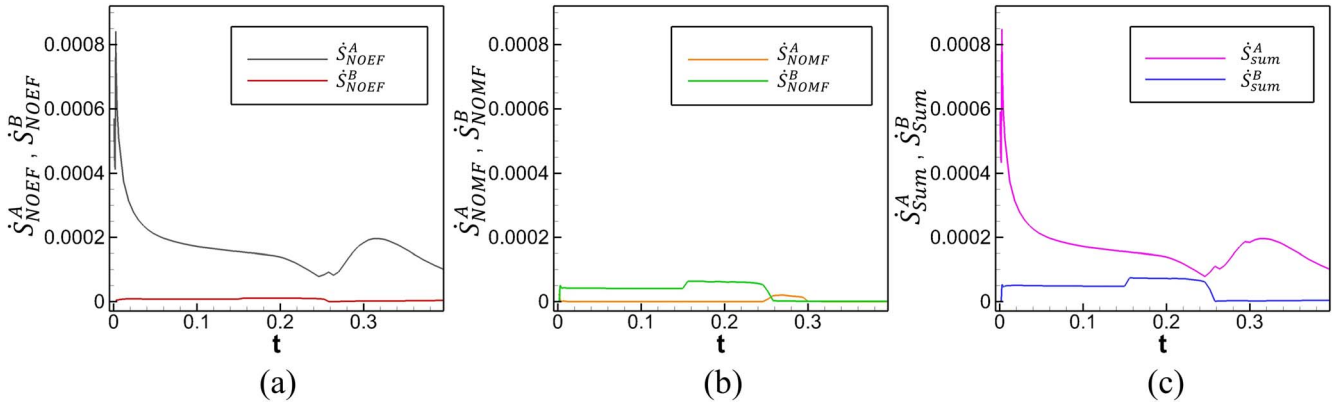 0.0008
0.0006
0.0004
0.0002
0
0
0.1
0.2
0.3
t
Ṡ^A_NOEF , Ṡ^B_NOEF
Ṡ^A_NOEF
Ṡ^B_NOEF
(a)
0.0008
0.0006
0.0004
0.0002
0
0
0.1
0.2
0.3
t
Ṡ^A_NOMF , Ṡ^B_NOMF
Ṡ^A_NOMF
Ṡ^B_NOMF
(b)
0.0008
0.0006
0.0004
0.0002
0
0
0.1
0.2
0.3
t
Ṡ^A_Sum , Ṡ^B_Sum
Ṡ^A_sum
Ṡ^B_sum
(c)